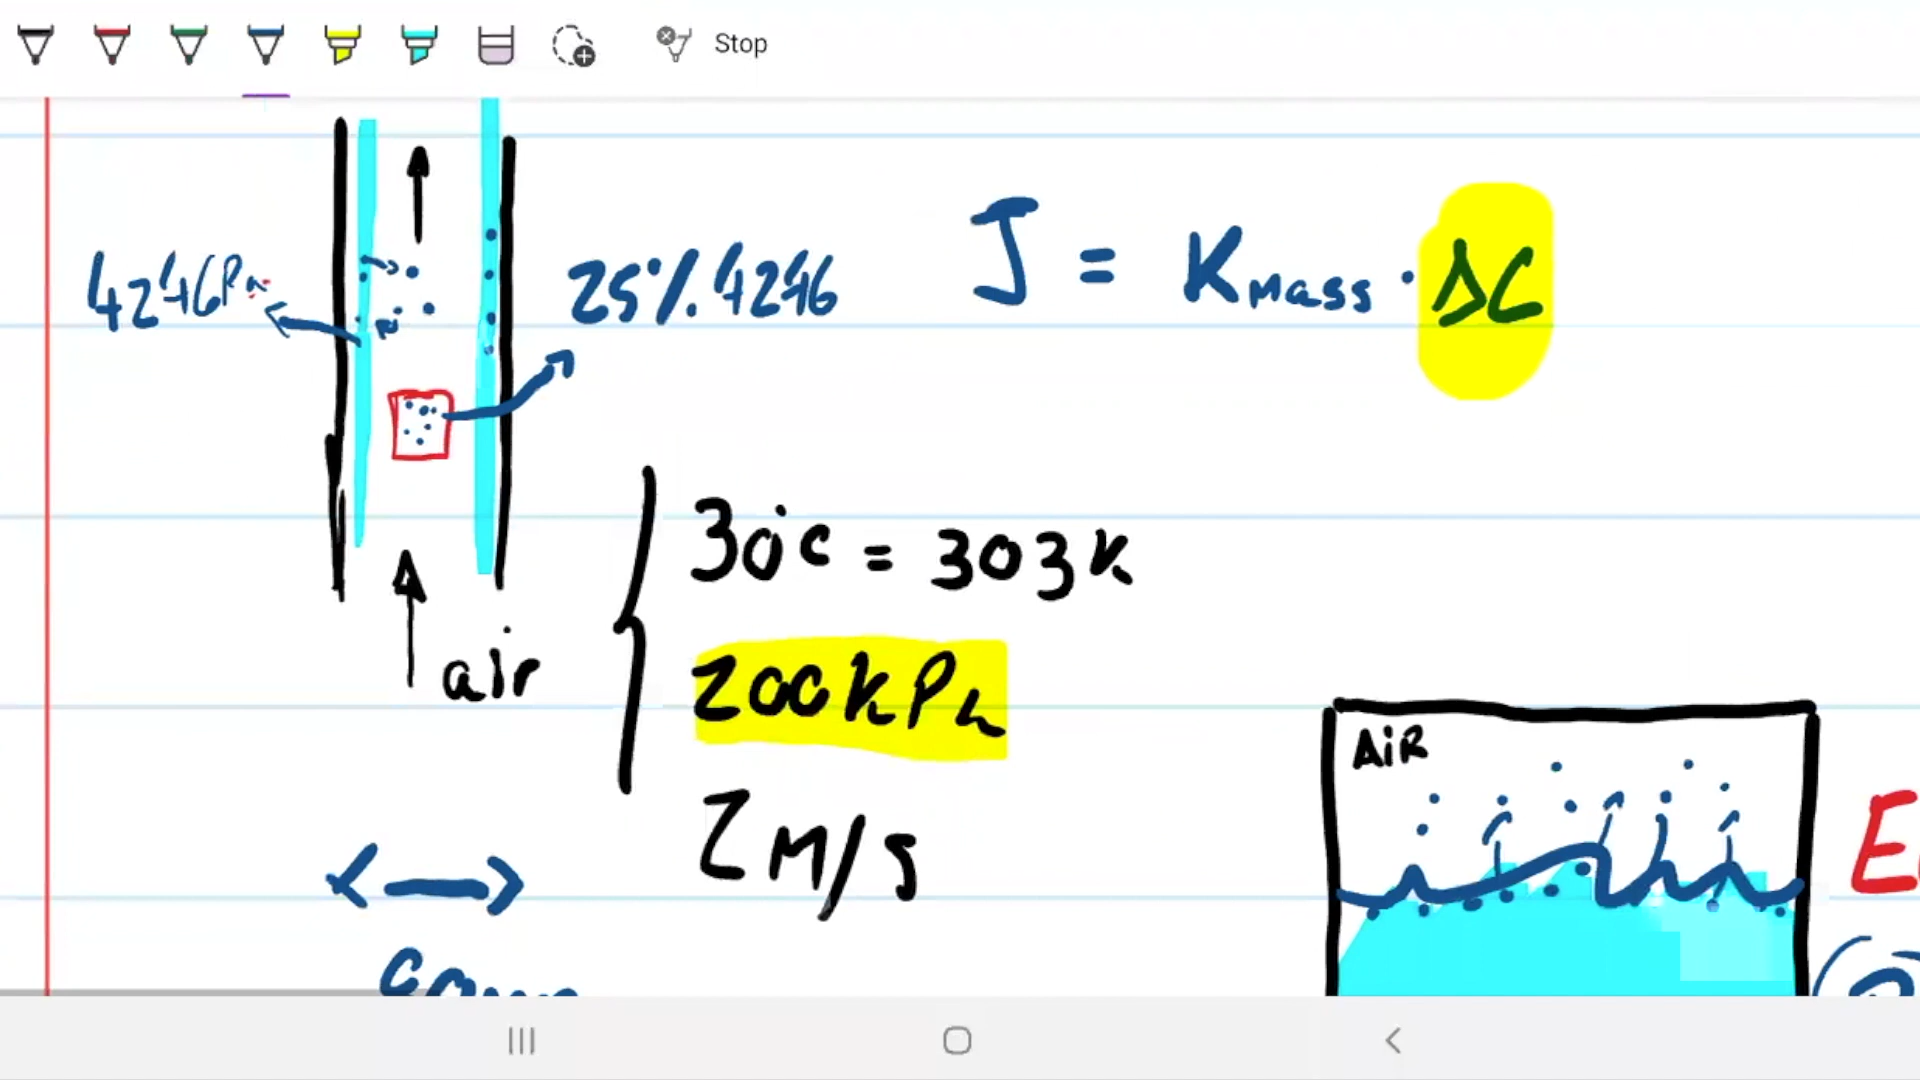 Stop
4246Pa
25%.4246
J = Kmass · ΔC
30°C = 303K
200kPa
2m/s
air
AiR